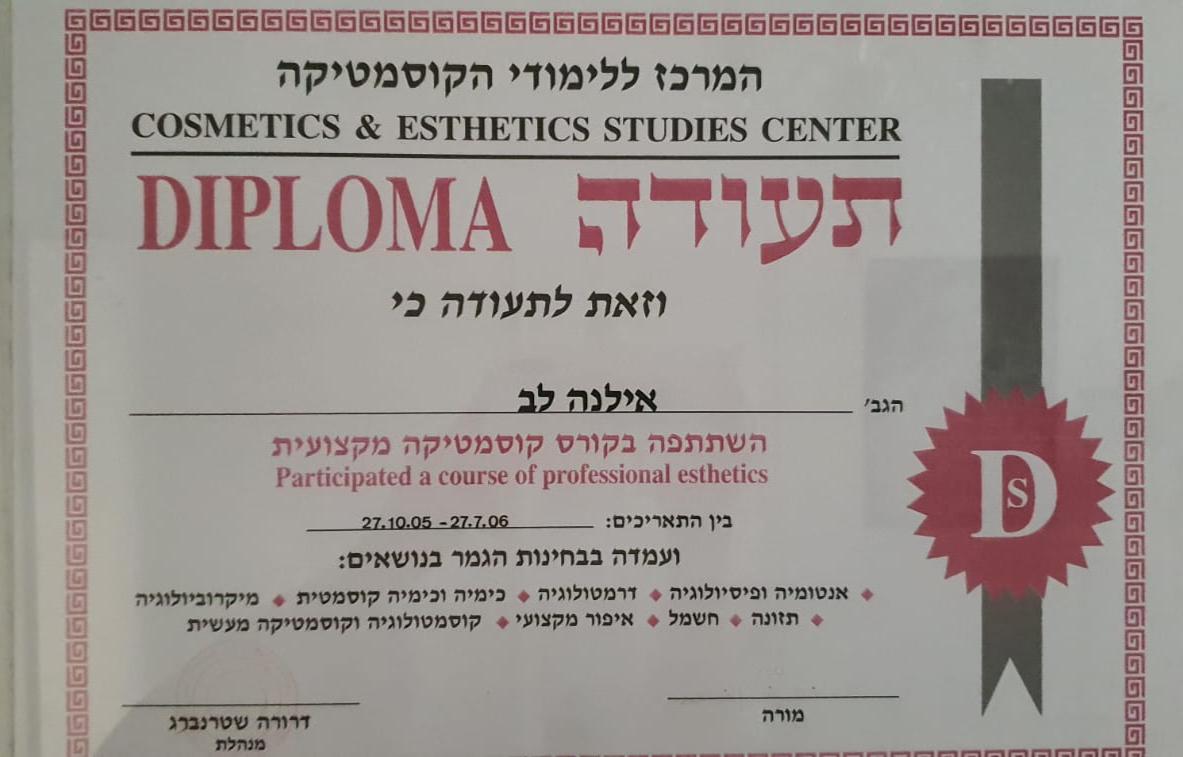 המרכז ללימודי הקוסמטיקה
COSMETICS & ESTHETICS STUDIES CENTER
DIPLOMA תעודה
וזאת לתעודה כי
הגב' אילנה לב
השתתפה בקורס קוסמטיקה מקצועית
Participated a course of professional esthetics
בין התאריכים: 27.10.05 - 27.7.06
ועמדה בבחינות הגמר בנושאים:
◆ אנטומיה ופיסיולוגיה ◆ דרמטולוגיה ◆ כימיה וכימיה קוסמטית ◆ מיקרוביולוגיה
◆ תזונה ◆ חשמל ◆ איפור מקצועי ◆ קוסמטולוגיה וקוסמטיקה מעשית
DS
מורה
דרורה שטרנברג
מנהלת